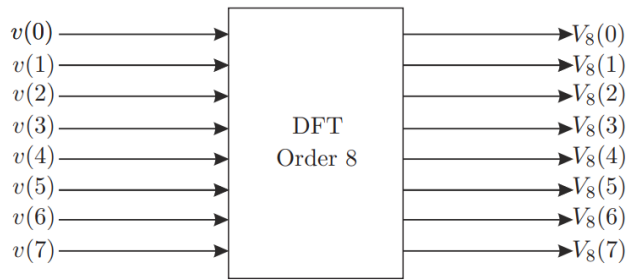 v(0) V₈(0)
v(1) V₈(1)
v(2) V₈(2)
v(3) DFT V₈(3)
v(4) Order 8 V₈(4)
v(5) V₈(5)
v(6) V₈(6)
v(7) V₈(7)